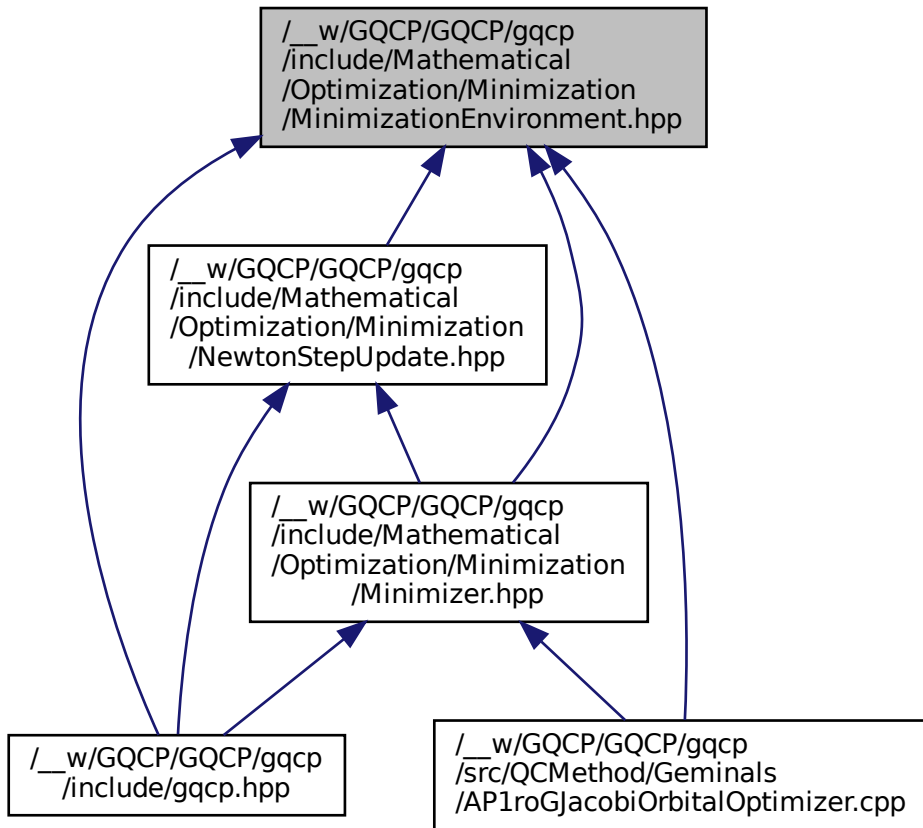 /__w/GQCP/GQCP/gqcp
/include/Mathematical
/Optimization/Minimization
/MinimizationEnvironment.hpp
/__w/GQCP/GQCP/gqcp
/include/Mathematical
/Optimization/Minimization
/NewtonStepUpdate.hpp
/__w/GQCP/GQCP/gqcp
/include/Mathematical
/Optimization/Minimization
/Minimizer.hpp
/__w/GQCP/GQCP/gqcp
/include/gqcp.hpp
/__w/GQCP/GQCP/gqcp
/src/QCMethod/Geminals
/AP1roGJacobiOrbitalOptimizer.cpp